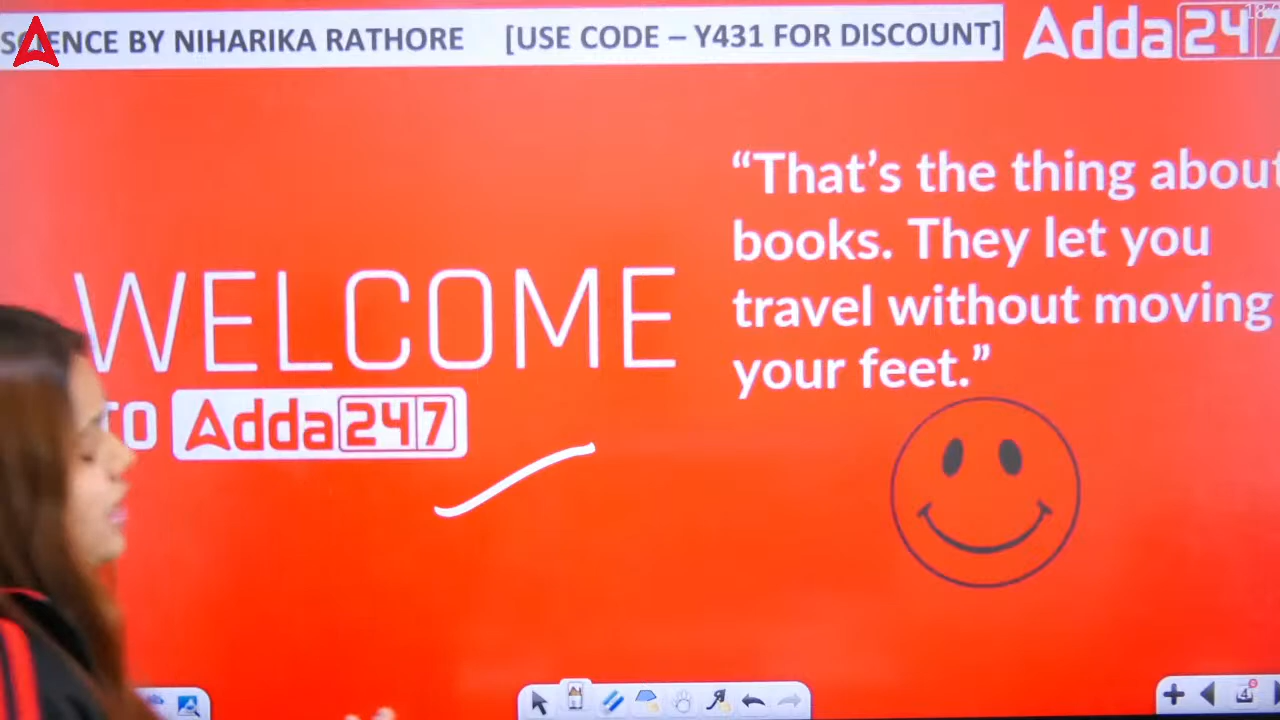 SCIENCE BY NIHARIKA RATHORE [USE CODE – Y431 FOR DISCOUNT]
Adda247
“That’s the thing about
books. They let you
travel without moving
your feet.”
WELCOME
TO Adda247